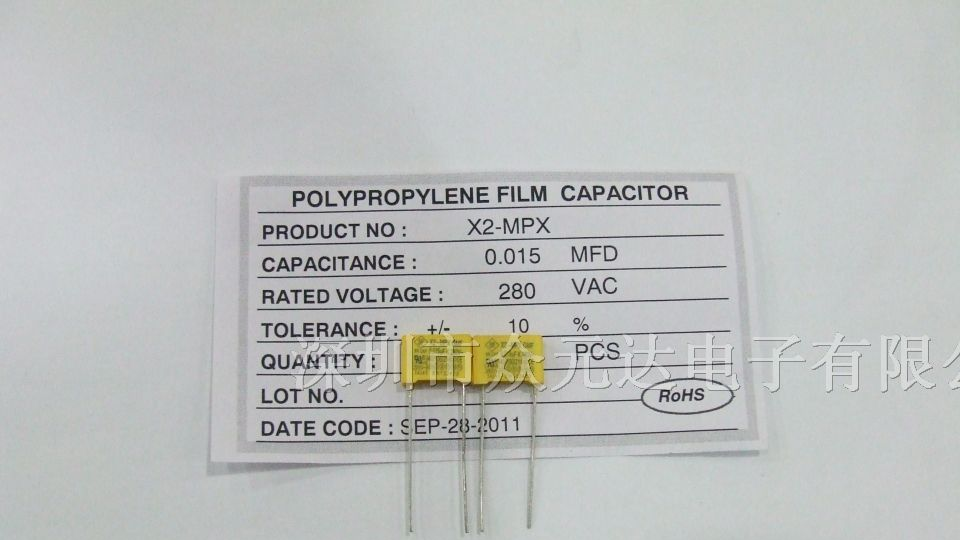 POLYPROPYLENE FILM CAPACITOR
PRODUCT NO : X2-MPX
CAPACITANCE : 0.015 MFD
RATED VOLTAGE : 280 VAC
TOLERANCE : +/- 10 %
QUANTITY : PCS
深圳市众元达电子有限公
LOT NO.
RoHS
DATE CODE : SEP-28-2011